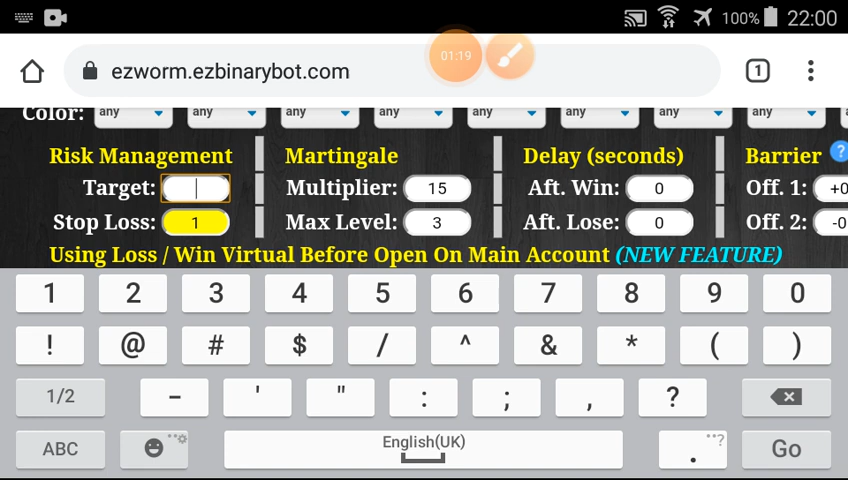 100% 22:00
ezworm.ezbinarybot.com 01:19 1
Color: any any any any any any any any
Risk Management Martingale Delay (seconds) Barrier ?
Target: Multiplier: 15 Aft. Win: 0 Off. 1: +0
Stop Loss: 1 Max Level: 3 Aft. Lose: 0 Off. 2: -0
Using Loss / Win Virtual Before Open On Main Account (NEW FEATURE)
1 2 3 4 5 6 7 8 9 0
! @ # $ / ^ & * ( )
1/2 - ' " : ; , ?
ABC English(UK) . Go